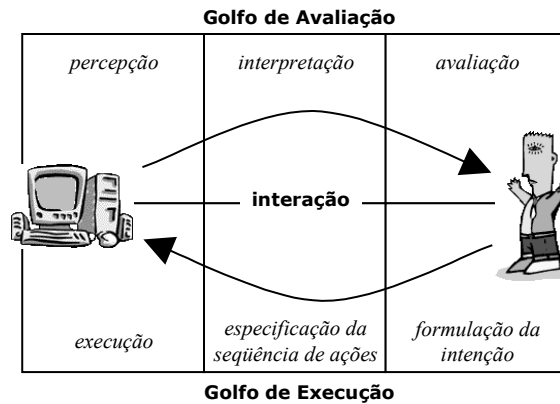 Golfo de Avaliação
percepção
interpretação
avaliação
interação
execução
especificação da
seqüência de ações
formulação da
intenção
Golfo de Execução